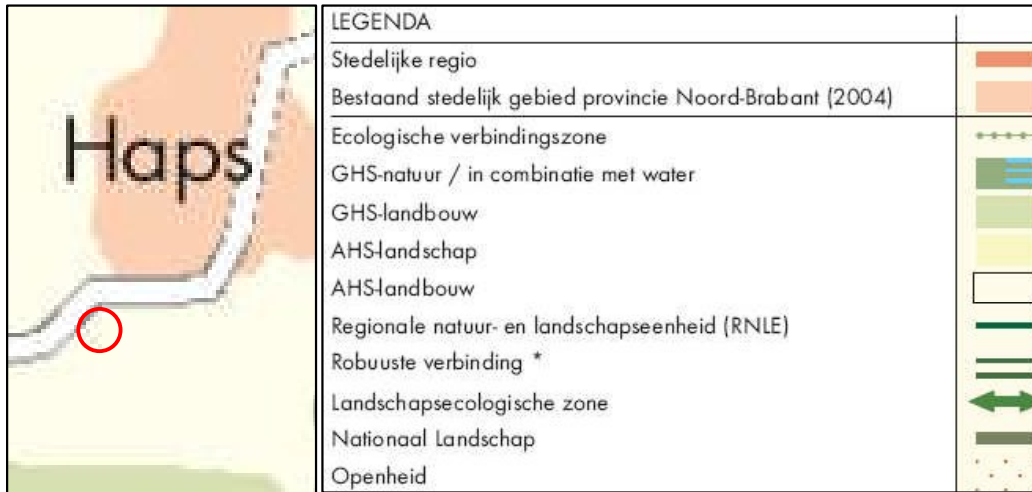 Haps
LEGENDA
Stedelijke regio
Bestaand stedelijk gebied provincie Noord-Brabant (2004)
Ecologische verbindingszone
GHS-natuur / in combinatie met water
GHS-landbouw
AHS-landschap
AHS-landbouw
Regionale natuur- en landschapseenheid (RNLE)
Robuuste verbinding *
Landschapsecologische zone
Nationaal Landschap
Openheid